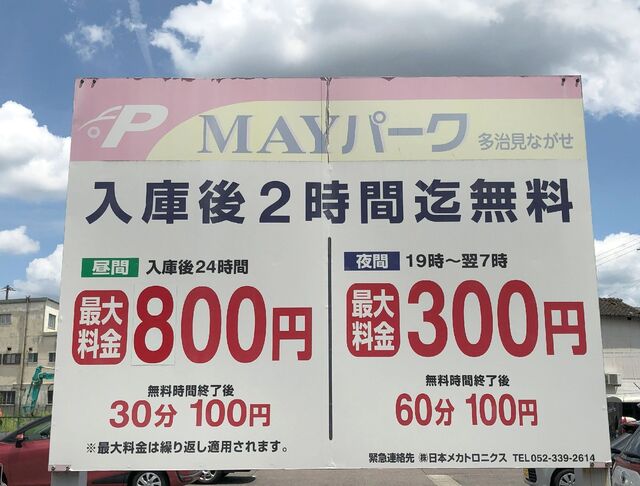 P MAYパーク 多治見ながせ
入庫後2時間迄無料
昼間 入庫後24時間
最大料金 800円
無料時間終了後
30分 100円
※最大料金は繰り返し適用されます。
夜間 19時～翌7時
最大料金 300円
無料時間終了後
60分 100円
緊急連絡先 ㈱日本メカトロニクス TEL052-339-2614